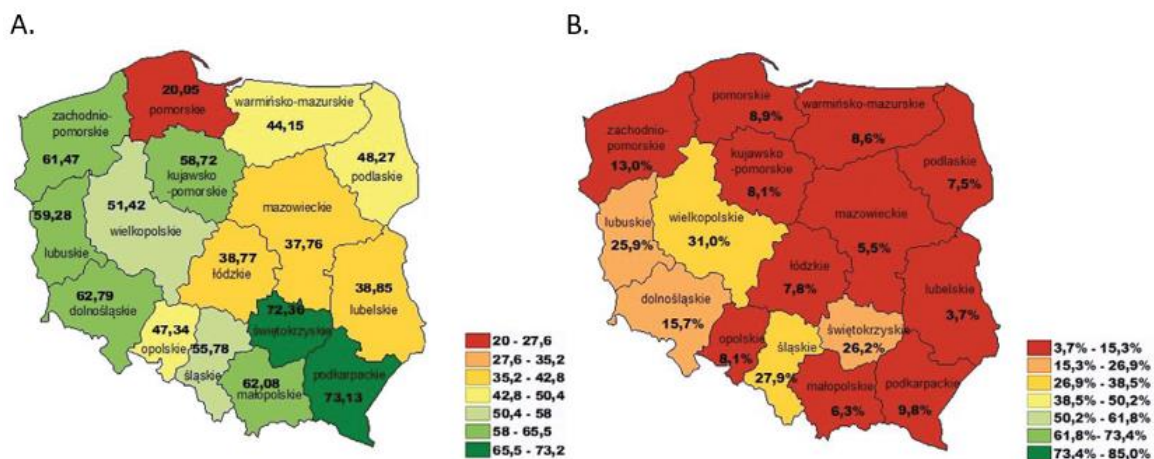 A.
20,05
pomorskie
warmińsko-mazurskie
44,15
zachodnio-
pomorskie
61,47
58,72
kujawsko
-pomorskie
48,27
podlaskie
59,28
lubuskie
51,42
wielkopolskie
mazowieckie
37,76
38,77
łódzkie
38,85
lubelskie
62,79
dolnośląskie
47,34
opolskie
55,78
śląskie
72,36
świętokrzyskie
62,08
małopolskie
podkarpackie
73,13
20 - 27,6
27,6 - 35,2
35,2 - 42,8
42,8 - 50,4
50,4 - 58
58 - 65,5
65,5 - 73,2
B.
pomorskie
8,9%
warmińsko-mazurskie
8,6%
zachodnio-
pomorskie
13,0%
kujawsko
-pomorskie
8,1%
podlaskie
7,5%
lubuskie
25,9%
wielkopolskie
31,0%
mazowieckie
5,5%
łódzkie
7,8%
lubelskie
3,7%
dolnośląskie
15,7%
opolskie
8,1%
śląskie
27,9%
świętokrzyskie
26,2%
małopolskie
6,3%
podkarpackie
9,8%
3,7% - 15,3%
15,3% - 26,9%
26,9% - 38,5%
38,5% - 50,2%
50,2% - 61,8%
61,8%- 73,4%
73,4% - 85,0%